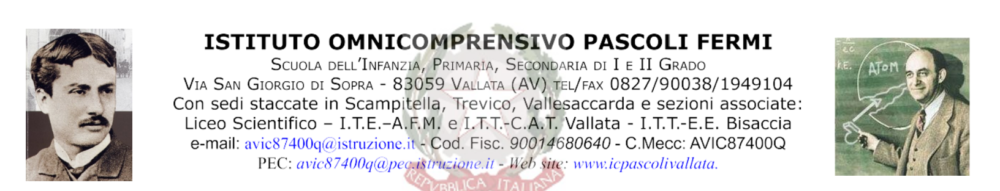 ISTITUTO OMNICOMPRENSIVO PASCOLI FERMI
SCUOLA DELL'INFANZIA, PRIMARIA, SECONDARIA DI I E II GRADO
VIA SAN GIORGIO DI SOPRA - 83059 VALLATA (AV) TEL/FAX 0827/90038/1949104
Con sedi staccate in Scampitella, Trevico, Vallesaccarda e sezioni associate:
Liceo Scientifico – I.T.E.–A.F.M. e I.T.T.-C.A.T. Vallata - I.T.T.-E.E. Bisaccia
e-mail: avic87400q@istruzione.it - Cod. Fisc. 90014680640 - C.Mecc: AVIC87400Q
PEC: avic87400q@pec.istruzione.it - Web site: www.icpascolivallata.
REPVBBLICA ITALIANA
ATOM
K.E.